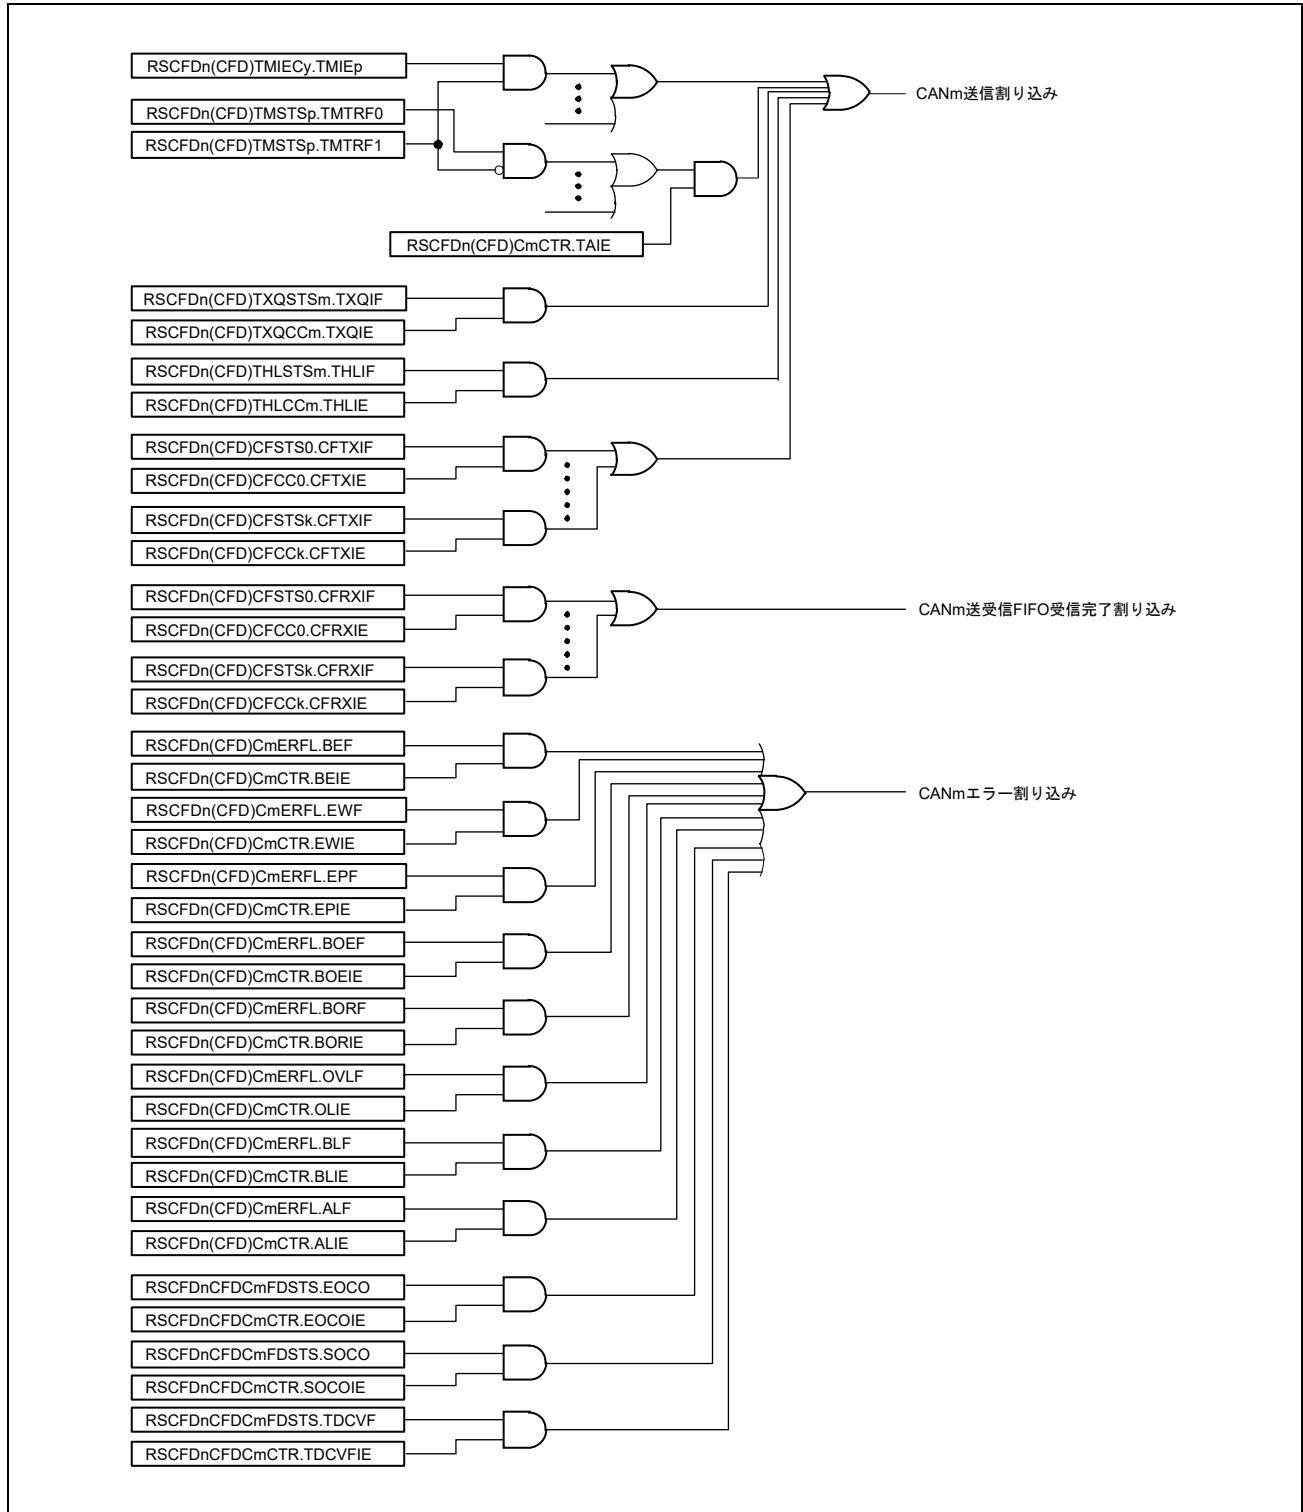 RSCFDn(CFD)TMIECy.TMIEp
RSCFDn(CFD)TMSTSp.TMTRF0
RSCFDn(CFD)TMSTSp.TMTRF1
CANm送信割り込み
RSCFDn(CFD)CmCTR.TAIE
RSCFDn(CFD)TXQSTSm.TXQIF
RSCFDn(CFD)TXQCCm.TXQIE
RSCFDn(CFD)THLSTSm.THLIF
RSCFDn(CFD)THLCCm.THLIE
RSCFDn(CFD)CFSTS0.CFTXIF
RSCFDn(CFD)CFCC0.CFTXIE
RSCFDn(CFD)CFSTSk.CFTXIF
RSCFDn(CFD)CFCCk.CFTXIE
RSCFDn(CFD)CFSTS0.CFRXIF
RSCFDn(CFD)CFCC0.CFRXIE
CANm送受信FIFO受信完了割り込み
RSCFDn(CFD)CFSTSk.CFRXIF
RSCFDn(CFD)CFCCk.CFRXIE
RSCFDn(CFD)CmERFL.BEF
RSCFDn(CFD)CmCTR.BEIE
CANmエラー割り込み
RSCFDn(CFD)CmERFL.EWF
RSCFDn(CFD)CmCTR.EWIE
RSCFDn(CFD)CmERFL.EPF
RSCFDn(CFD)CmCTR.EPIE
RSCFDn(CFD)CmERFL.BOEF
RSCFDn(CFD)CmCTR.BOEIE
RSCFDn(CFD)CmERFL.BORF
RSCFDn(CFD)CmCTR.BORIE
RSCFDn(CFD)CmERFL.OVLF
RSCFDn(CFD)CmCTR.OLIE
RSCFDn(CFD)CmERFL.BLF
RSCFDn(CFD)CmCTR.BLIE
RSCFDn(CFD)CmERFL.ALF
RSCFDn(CFD)CmCTR.ALIE
RSCFDnCFDCmFDSTS.EOCO
RSCFDnCFDCmCTR.EOCOIE
RSCFDnCFDCmFDSTS.SOCO
RSCFDnCFDCmCTR.SOCOIE
RSCFDnCFDCmFDSTS.TDCVF
RSCFDnCFDCmCTR.TDCVFIE